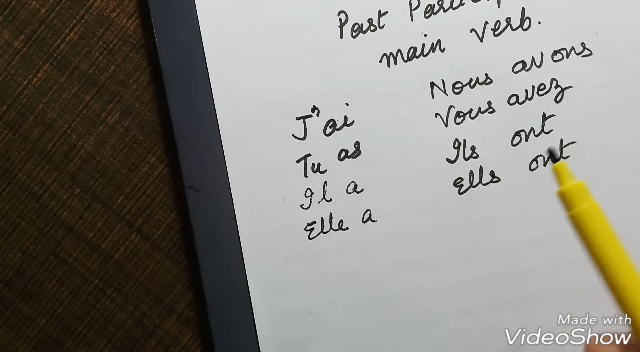 Past Partici
main verb.
J'ai Nous avons
Tu as Vous avez
Il a Ils ont
Elle a Ells ont
Made with
VideoShow